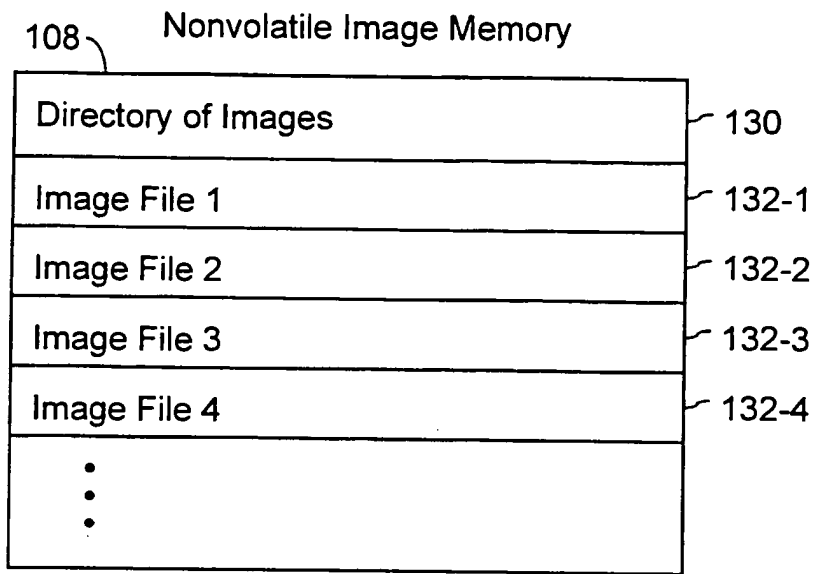 Nonvolatile Image Memory
108
Directory of Images 130
Image File 1 132-1
Image File 2 132-2
Image File 3 132-3
Image File 4 132-4